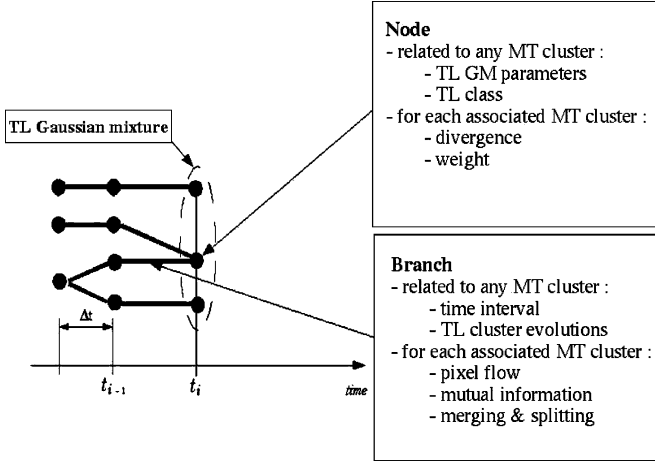 Node
- related to any MT cluster :
- TL GM parameters
- TL class
- for each associated MT cluster :
- divergence
- weight
TL Gaussian mixture
Branch
- related to any MT cluster :
- time interval
- TL cluster evolutions
- for each associated MT cluster :
- pixel flow
- mutual information
- merging & splitting
Δt
t i - 1
t i
time